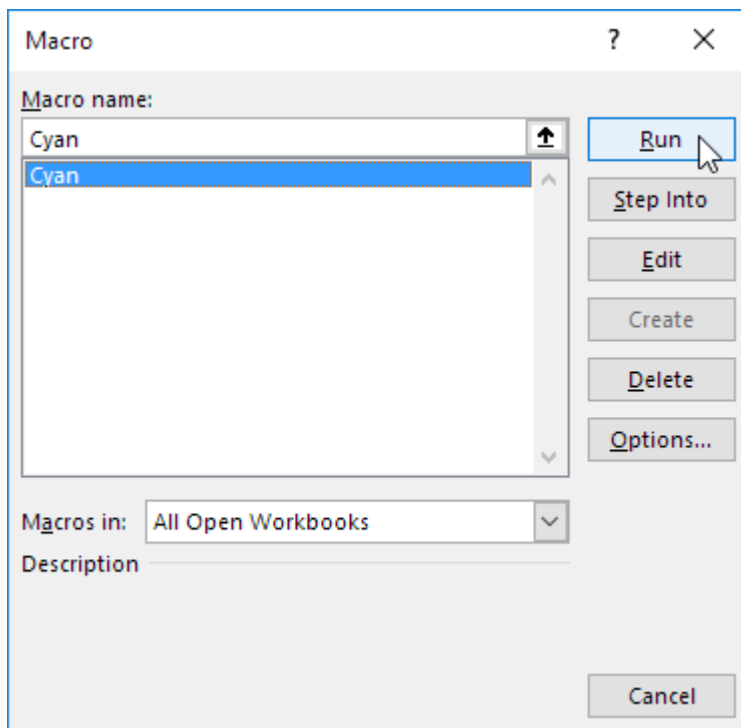 Macro ?
Macro name:
Cyan
Run
Cyan
Step Into
Edit
Create
Delete
Options...
Macros in: All Open Workbooks
Description
Cancel